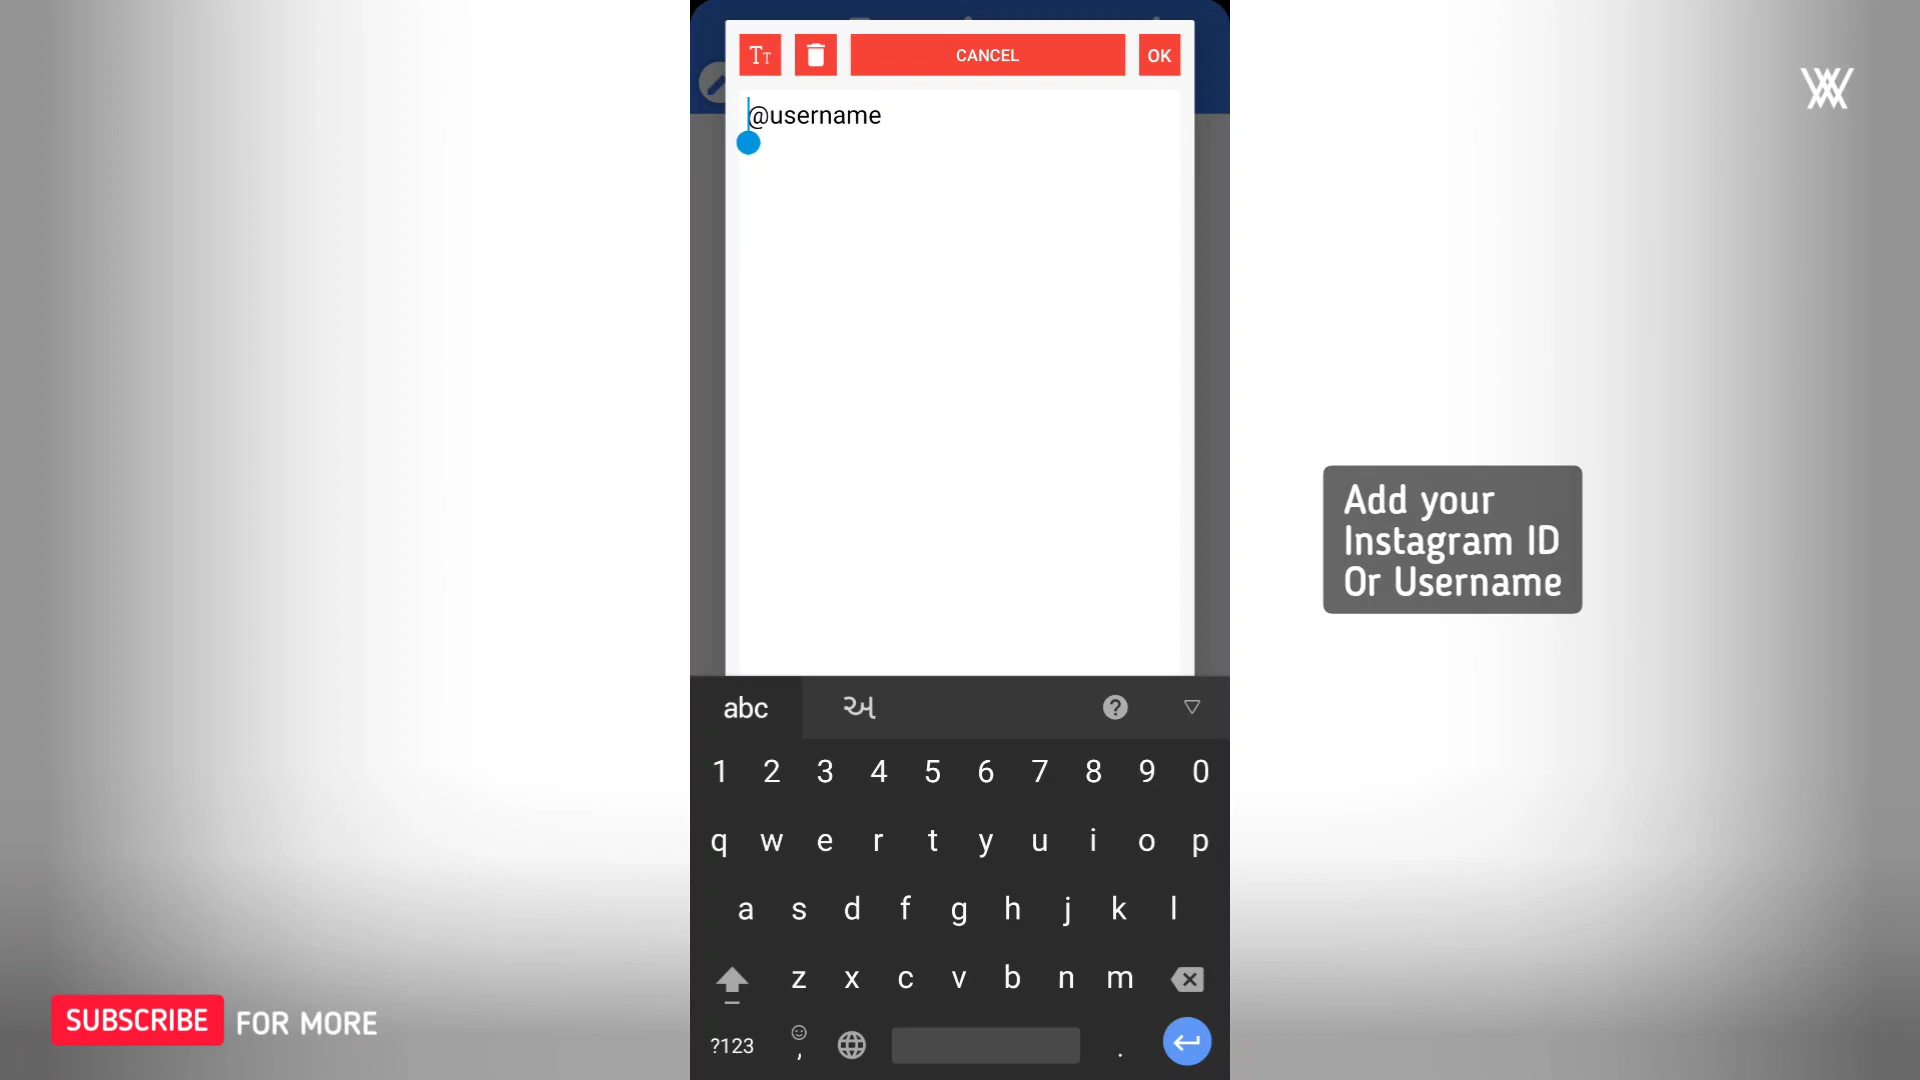 Tт CANCEL OK
@username
Add your
Instagram ID
Or Username
abc અ
1 2 3 4 5 6 7 8 9 0
q w e r t y u i o p
a s d f g h j k l
z x c v b n m
?123 , .
SUBSCRIBE FOR MORE